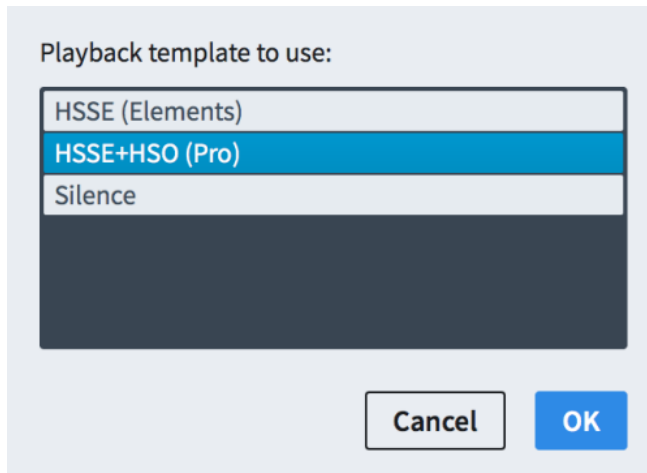 Playback template to use:
HSSE (Elements)
HSSE+HSO (Pro)
Silence
Cancel
OK